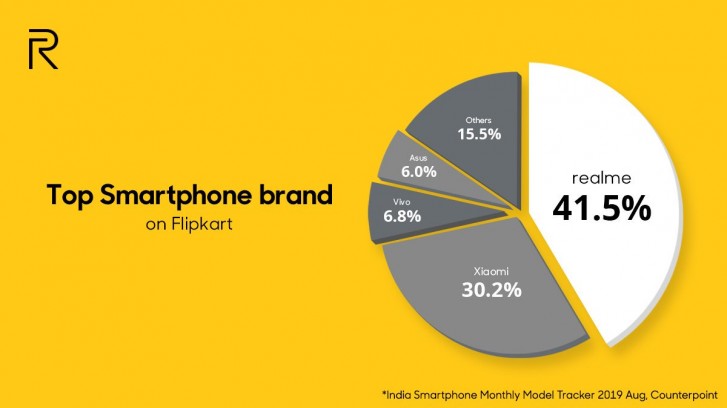 Top Smartphone brand
on Flipkart
Others
15.5%
Asus
6.0%
Vivo
6.8%
realme
41.5%
Xiaomi
30.2%
*India Smartphone Monthly Model Tracker 2019 Aug, Counterpoint